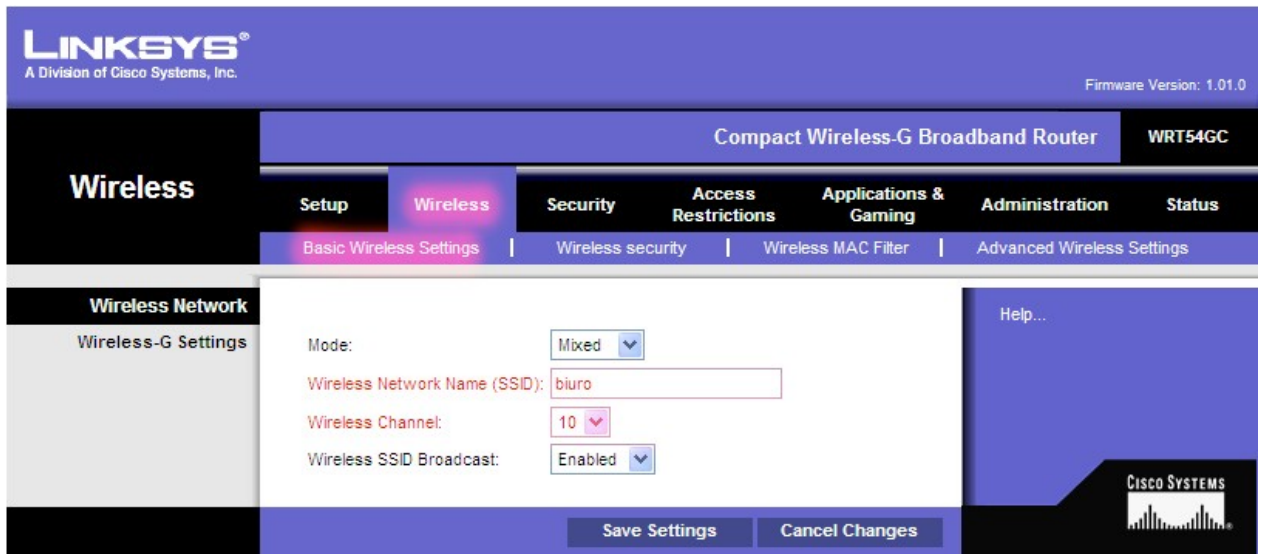 LINKSYS®
A Division of Cisco Systems, Inc.
Firmware Version: 1.01.0
Compact Wireless-G Broadband Router WRT54GC
Wireless
Setup Wireless Security Access Restrictions Applications & Gaming Administration Status
Basic Wireless Settings | Wireless security | Wireless MAC Filter | Advanced Wireless Settings
Wireless Network
Help...
Wireless-G Settings
Mode: Mixed
Wireless Network Name (SSID): biuro
Wireless Channel: 10
Wireless SSID Broadcast: Enabled
CISCO SYSTEMS
Save Settings Cancel Changes